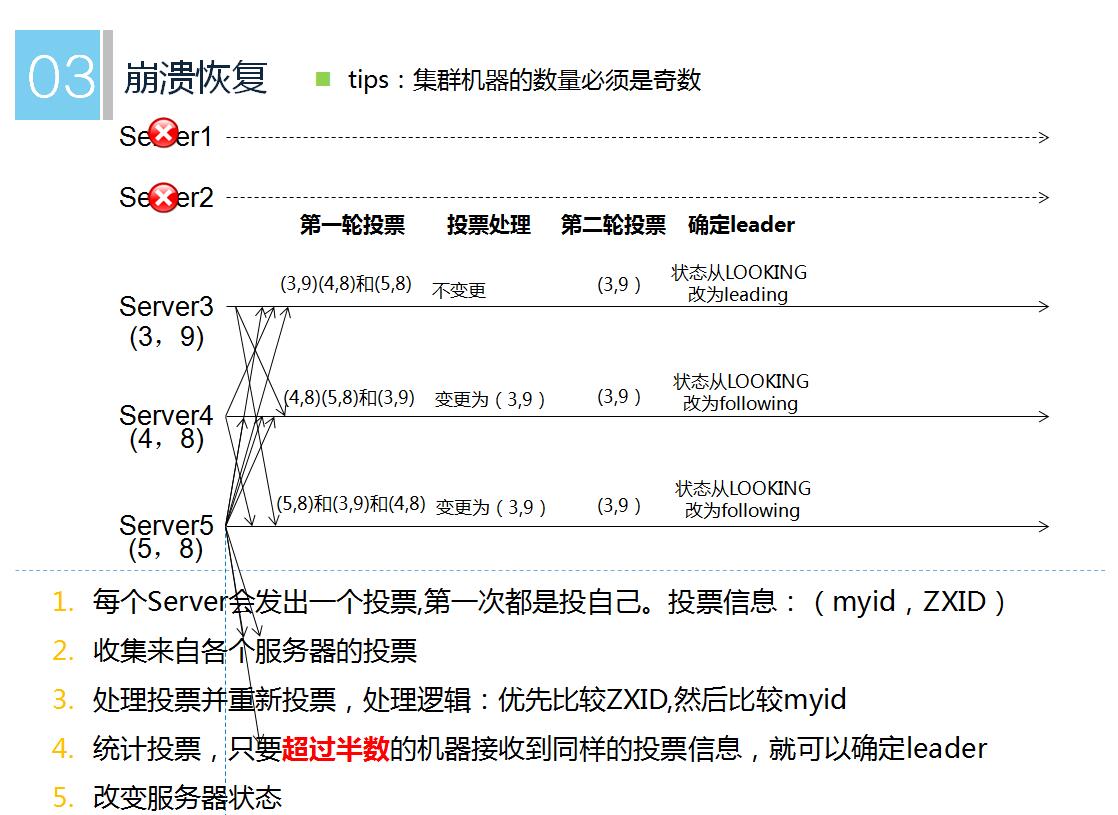 03 崩溃恢复 tips：集群机器的数量必须是奇数
Server1
Server2
第一轮投票 投票处理 第二轮投票 确定leader
(3,9)(4,8)和(5,8) 不变更 (3,9 ) 状态从LOOKING
改为leading
Server3
(3，9)
(4,8)(5,8)和(3,9) 变更为（3,9 ） (3,9 ) 状态从LOOKING
改为following
Server4
(4，8)
(5,8)和(3,9)和(4,8) 变更为（3,9 ） (3,9 ) 状态从LOOKING
改为following
Server5
(5，8)
1. 每个Server会发出一个投票,第一次都是投自己。投票信息：（myid，ZXID）
2. 收集来自各个服务器的投票
3. 处理投票并重新投票，处理逻辑：优先比较ZXID,然后比较myid
4. 统计投票，只要超过半数的机器接收到同样的投票信息，就可以确定leader
5. 改变服务器状态